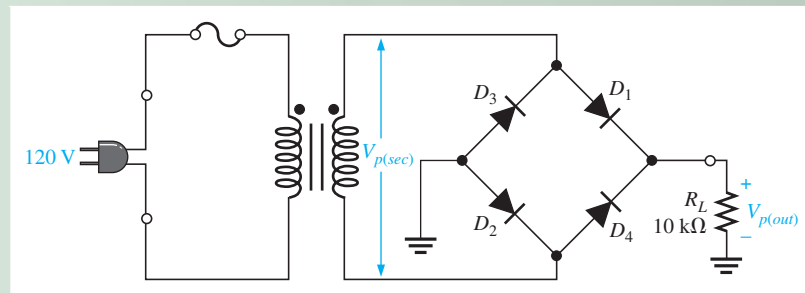 D3
D1
120 V
Vp(sec)
RL
10 kΩ
+
Vp(out)
–
D2
D4